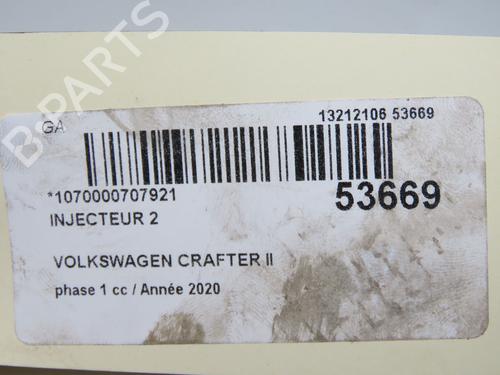 B-PARTS
GA
13212106 53669
*1070000707921
53669
INJECTEUR 2
VOLKSWAGEN CRAFTER II
phase 1 cc / Année 2020